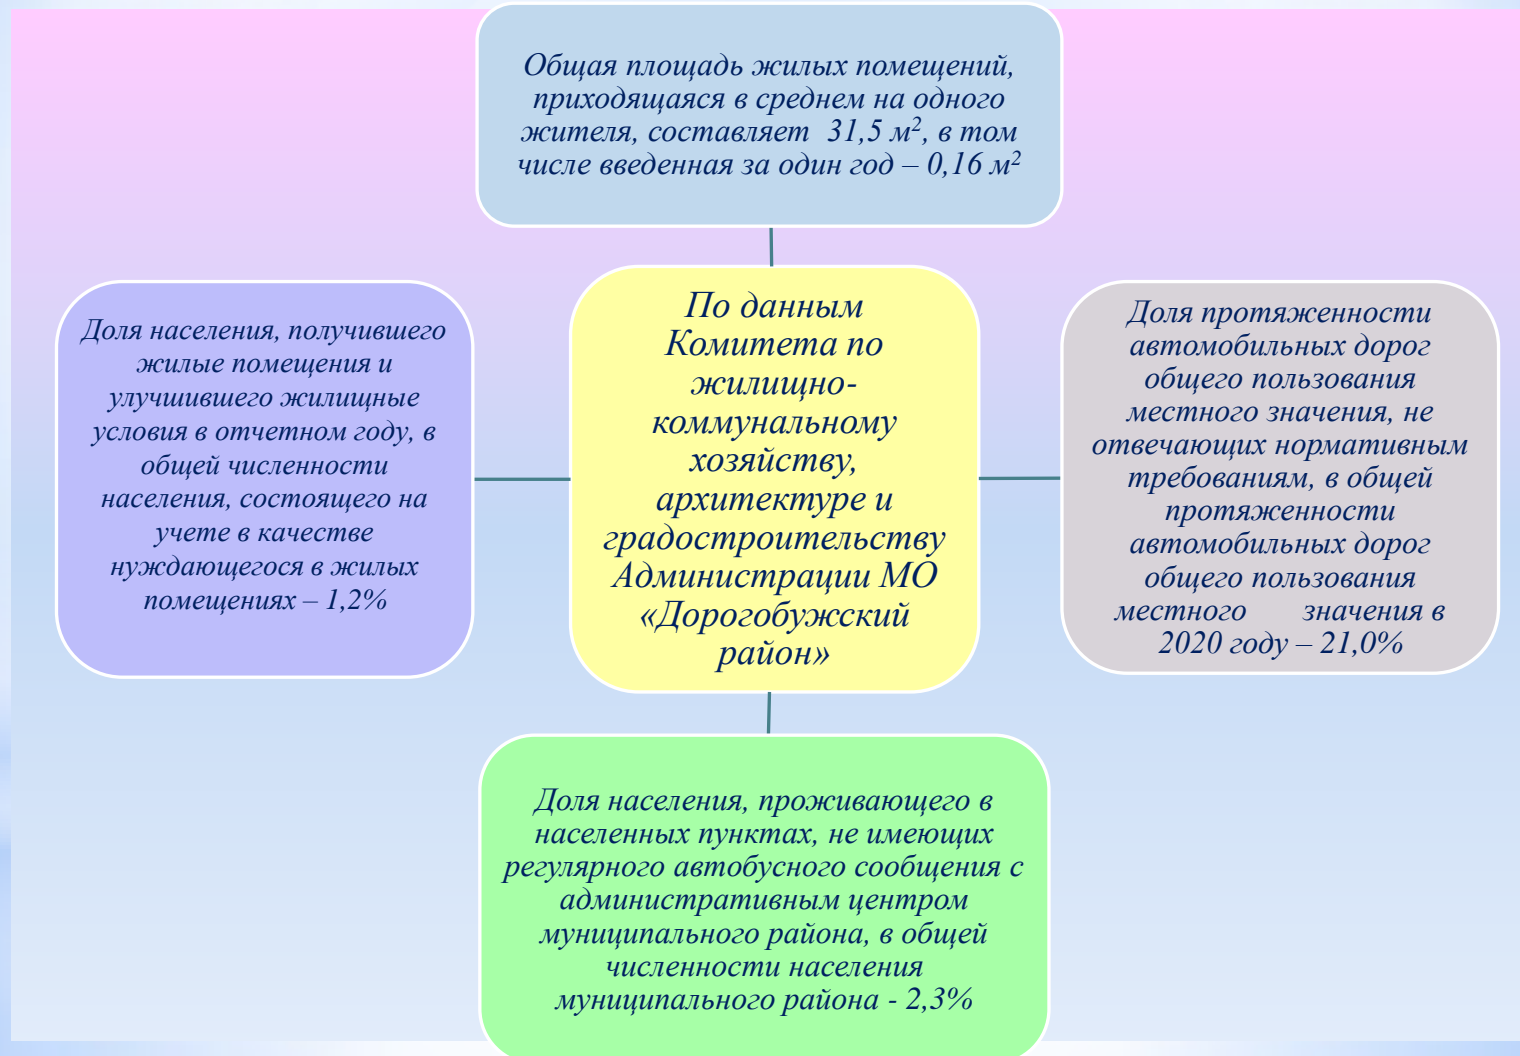 Общая площадь жилых помещений,
приходящаяся в среднем на одного
жителя, составляет 31,5 м², в том
числе введенная за один год – 0,16 м²
Доля населения, получившего
жилые помещения и
улучшившего жилищные
условия в отчетном году, в
общей численности
населения, состоящего на
учете в качестве
нуждающегося в жилых
помещениях – 1,2%
По данным
Комитета по
жилищно-
коммунальному
хозяйству,
архитектуре и
градостроительству
Администрации МО
«Дорогобужский
район»
Доля протяженности
автомобильных дорог
общего пользования
местного значения, не
отвечающих нормативным
требованиям, в общей
протяженности
автомобильных дорог
общего пользования
местного значения в
2020 году – 21,0%
Доля населения, проживающего в
населенных пунктах, не имеющих
регулярного автобусного сообщения с
административным центром
муниципального района, в общей
численности населения
муниципального района - 2,3%